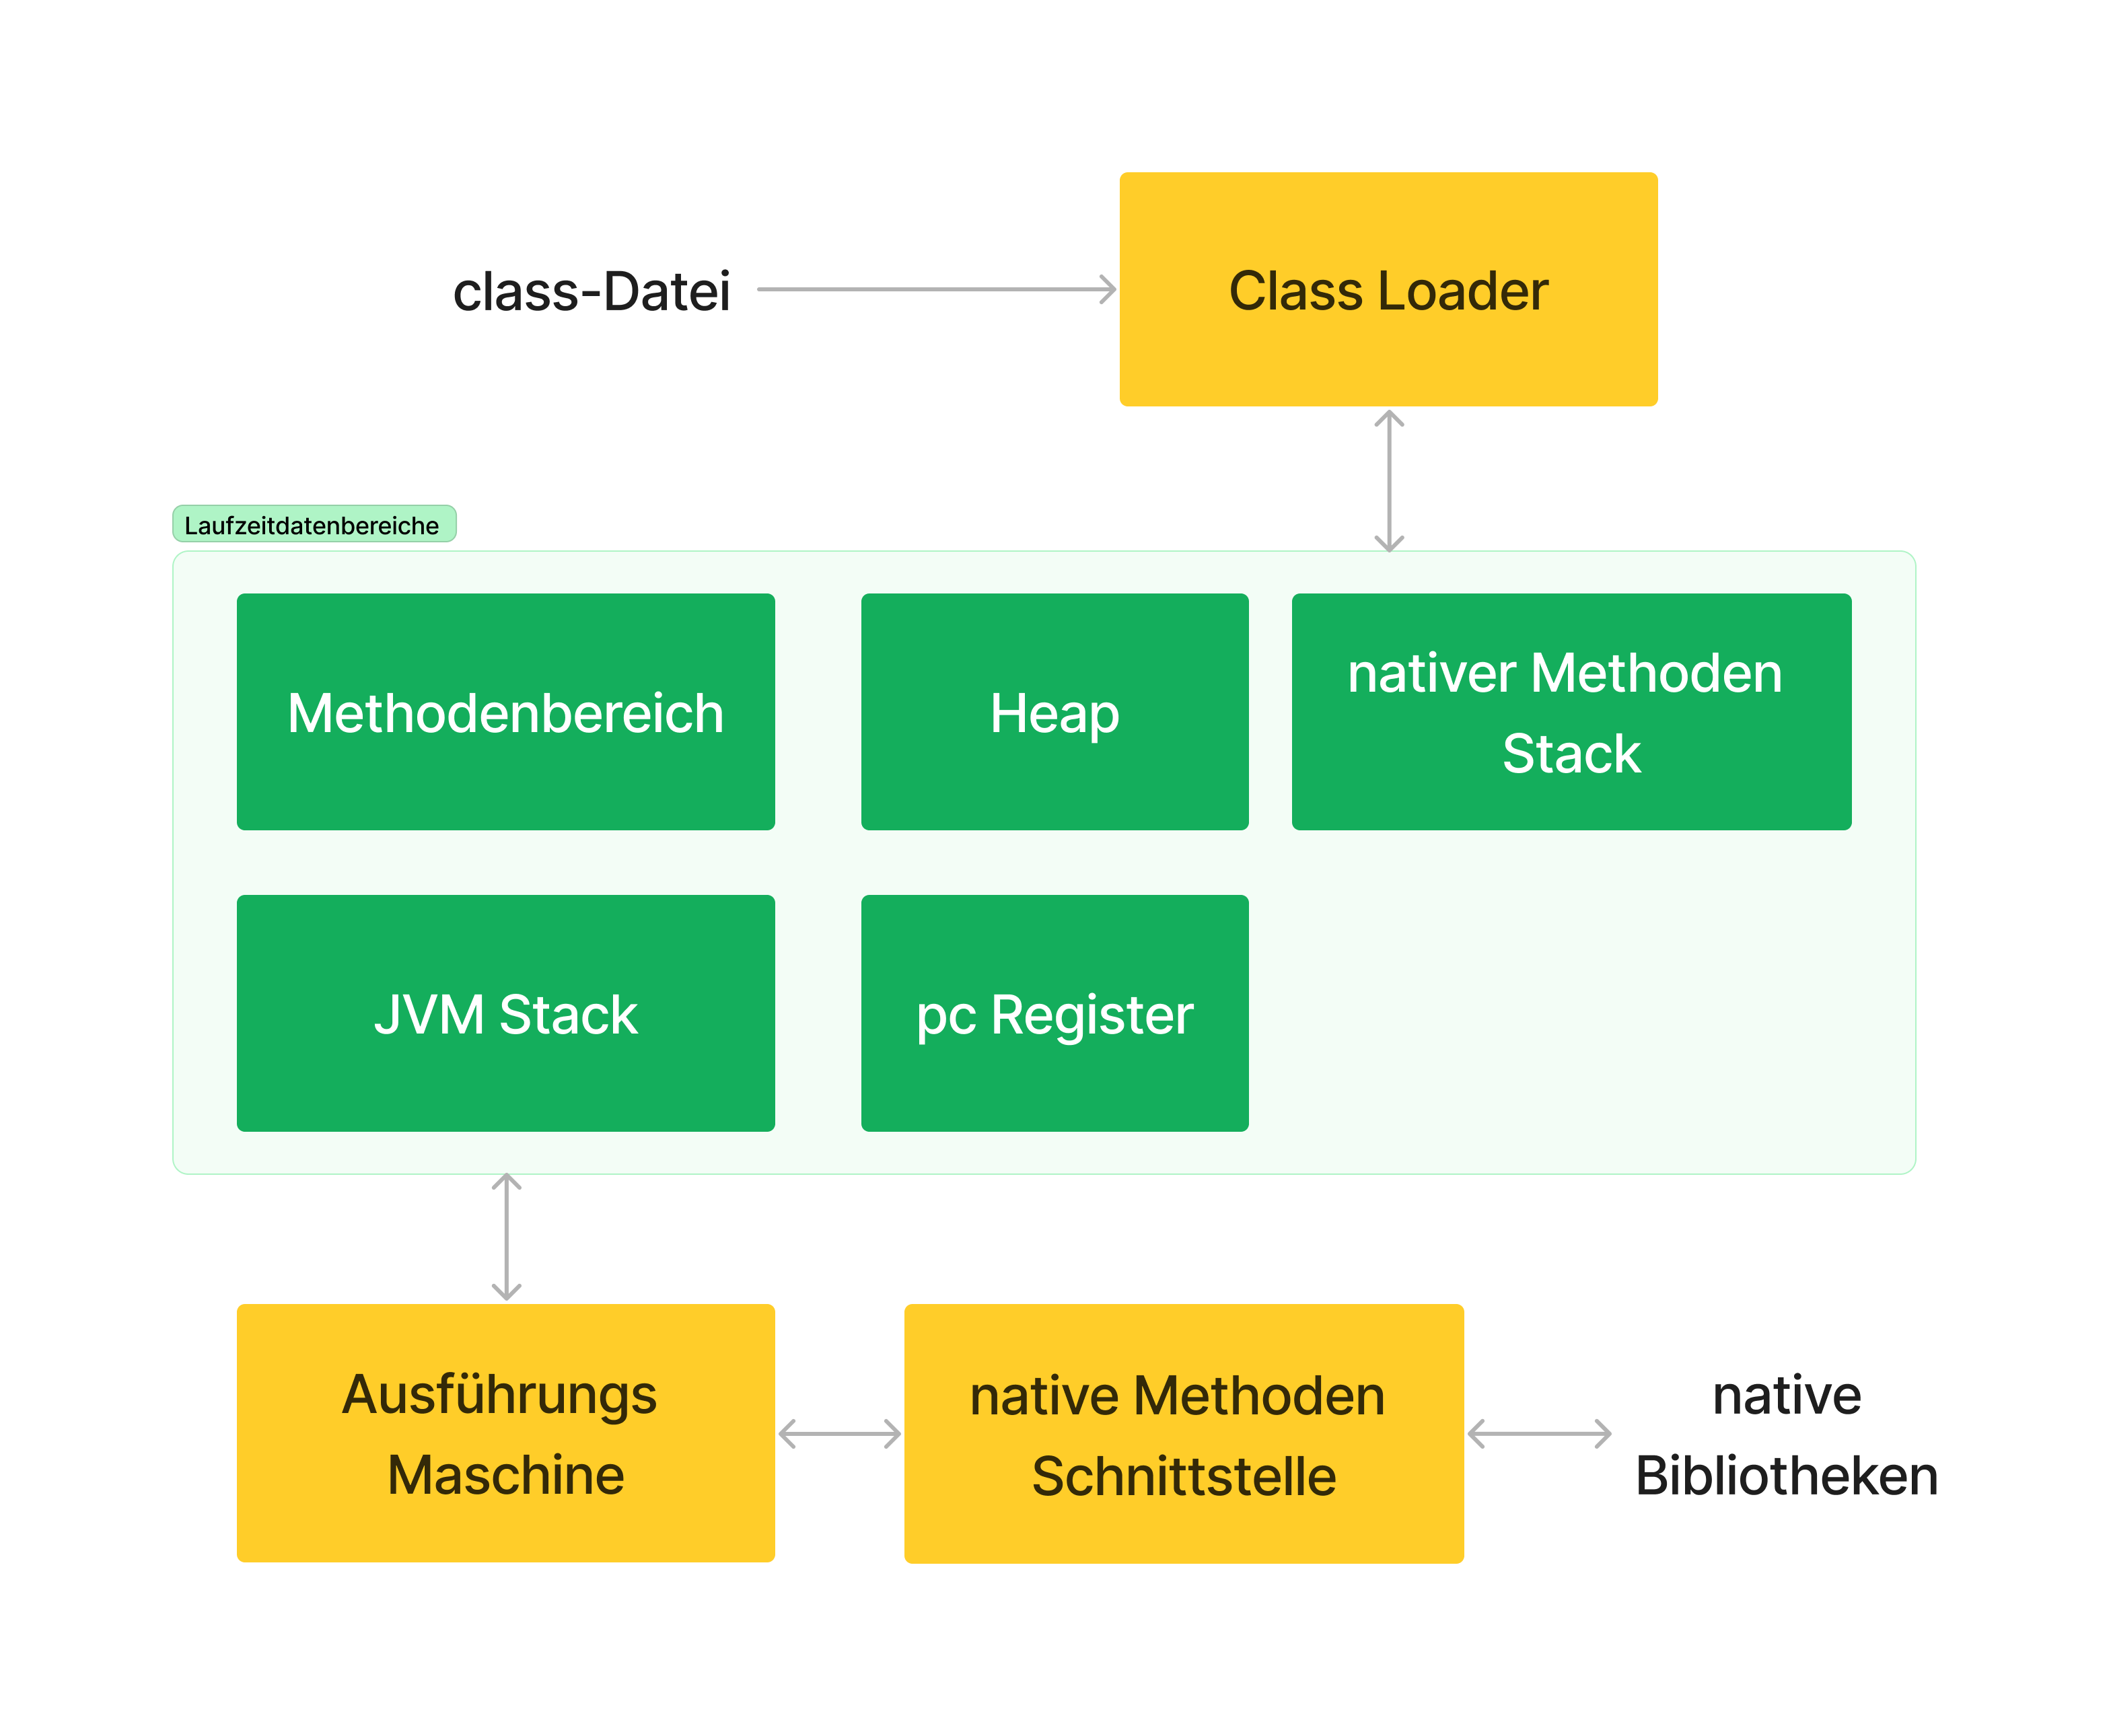 class-Datei
Class Loader
Laufzeitdatenbereiche
Methodenbereich
Heap
nativer Methoden
Stack
JVM Stack
pc Register
Ausführungs
Maschine
native Methoden
Schnittstelle
native
Bibliotheken